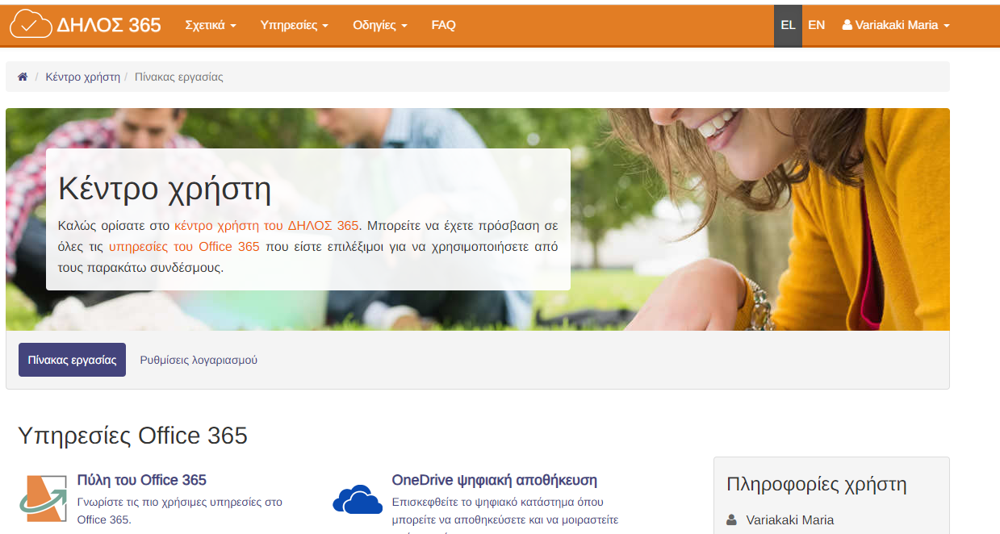 ΔΗΛΟΣ 365 Σχετικά Υπηρεσίες Οδηγίες FAQ EL EN Variakaki Maria
/ Κέντρο χρήστη / Πίνακας εργασίας
Κέντρο χρήστη
Καλώς ορίσατε στο κέντρο χρήστη του ΔΗΛΟΣ 365. Μπορείτε να έχετε πρόσβαση σε
όλες τις υπηρεσίες του Office 365 που είστε επιλέξιμοι για να χρησιμοποιήσετε από
τους παρακάτω συνδέσμους.
Πίνακας εργασίας Ρυθμίσεις λογαριασμού
Υπηρεσίες Office 365
Πύλη του Office 365
Γνωρίστε τις πιο χρήσιμες υπηρεσίες στο
Office 365.
OneDrive ψηφιακή αποθήκευση
Επισκεφθείτε το ψηφιακό κατάστημα όπου
μπορείτε να αποθηκεύσετε και να μοιραστείτε
Πληροφορίες χρήστη
Variakaki Maria